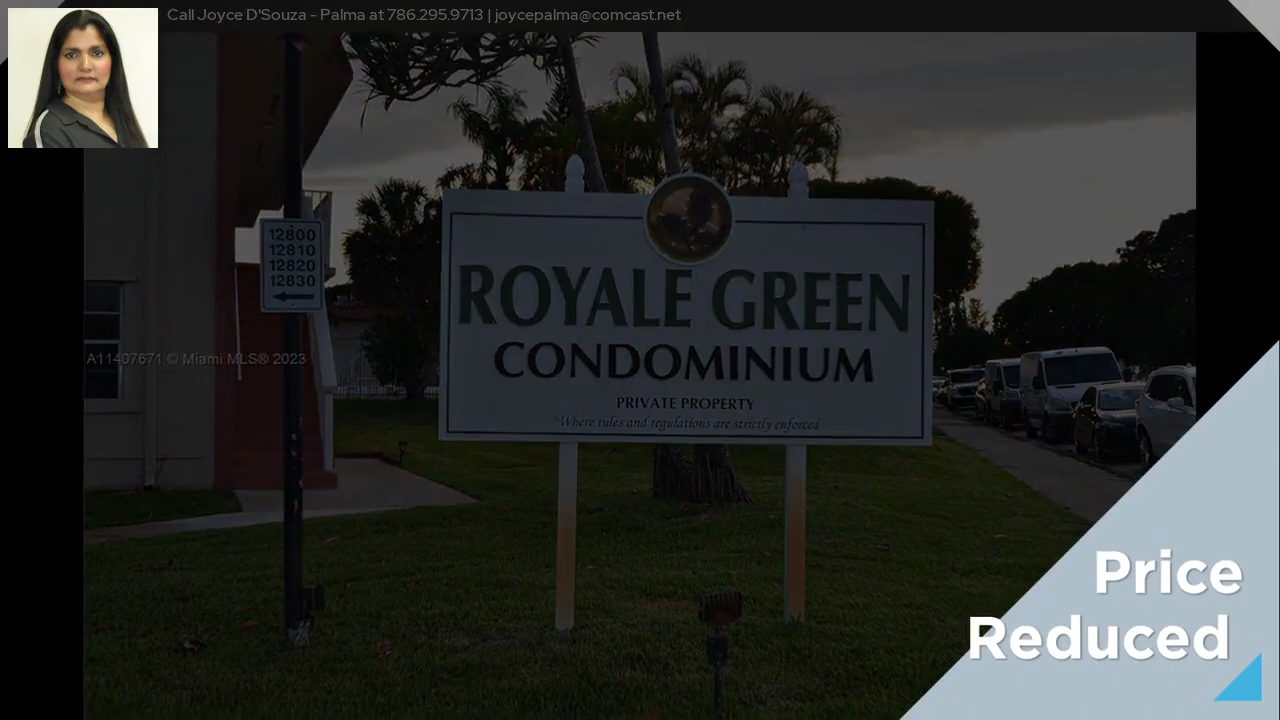 Call Joyce D'Souza - Palma at 786.295.9713 | joycepalma@comcast.net
12800
12810
12820
12830
ROYALE GREEN
CONDOMINIUM
PRIVATE PROPERTY
"Where rules and regulations are strictly enforced"
A11407671 © Miami MLS® 2023
Price
Reduced